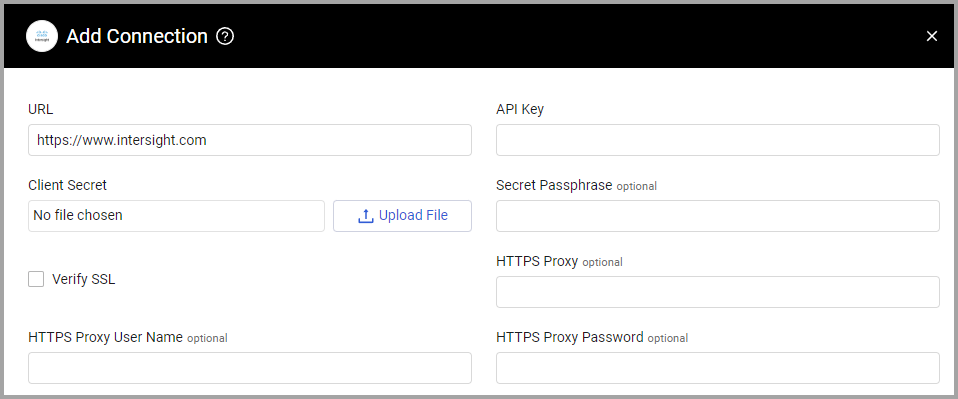 Add Connection ?
URL
https://www.intersight.com
API Key
Client Secret
No file chosen
Upload File
Secret Passphrase optional
Verify SSL
HTTPS Proxy optional
HTTPS Proxy User Name optional
HTTPS Proxy Password optional